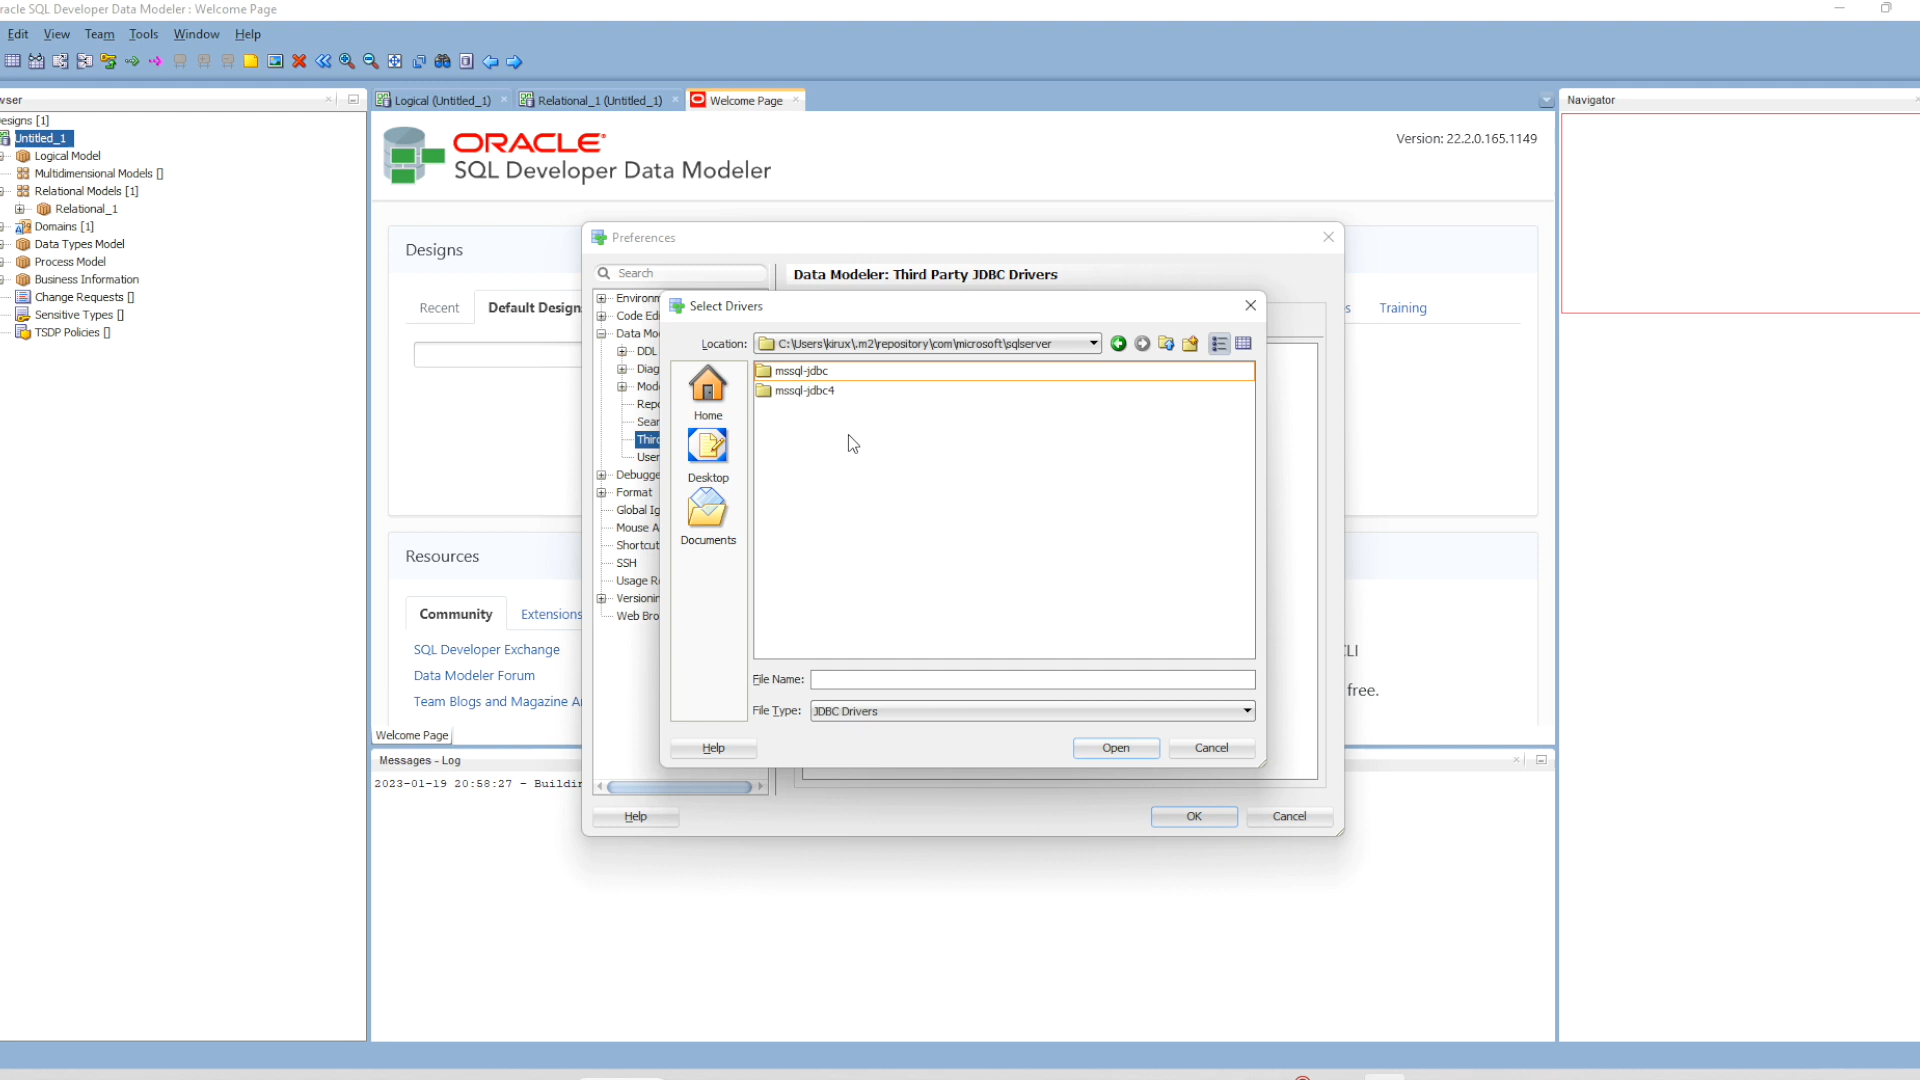 racle SQL Developer Data Modeler : Welcome Page
Edit View Team Tools Window Help
wser
Logical (Untitled_1)
Relational_1 (Untitled_1)
Welcome Page
Navigator
esigns [1]
Untitled_1
Logical Model
Multidimensional Models []
Relational Models [1]
Relational_1
Domains [1]
Data Types Model
Process Model
Business Information
Change Requests []
Sensitive Types []
TSDP Policies []
ORACLE
SQL Developer Data Modeler
Version: 22.2.0.165.1149
Designs
Recent
Default Design
s
Training
Resources
Community
Extensions
SQL Developer Exchange
Data Modeler Forum
Team Blogs and Magazine Ar
CLI
free.
Welcome Page
Preferences
Search
Data Modeler: Third Party JDBC Drivers
Environm
Code Edi
Data Mo
DDL
Diag
Mod
Repo
Sear
Third
User
Debugge
Format
Global Ig
Mouse A
Shortcut
SSH
Usage Re
Versionin
Web Bro
Help
OK
Cancel
Select Drivers
Location:
C:\Users\kirux\.m2\repository\com\microsoft\sqlserver
Home
Desktop
Documents
mssql-jdbc
mssql-jdbc4
File Name:
File Type:
JDBC Drivers
Help
Open
Cancel
Messages - Log
2023-01-19 20:58:27 - Buildin